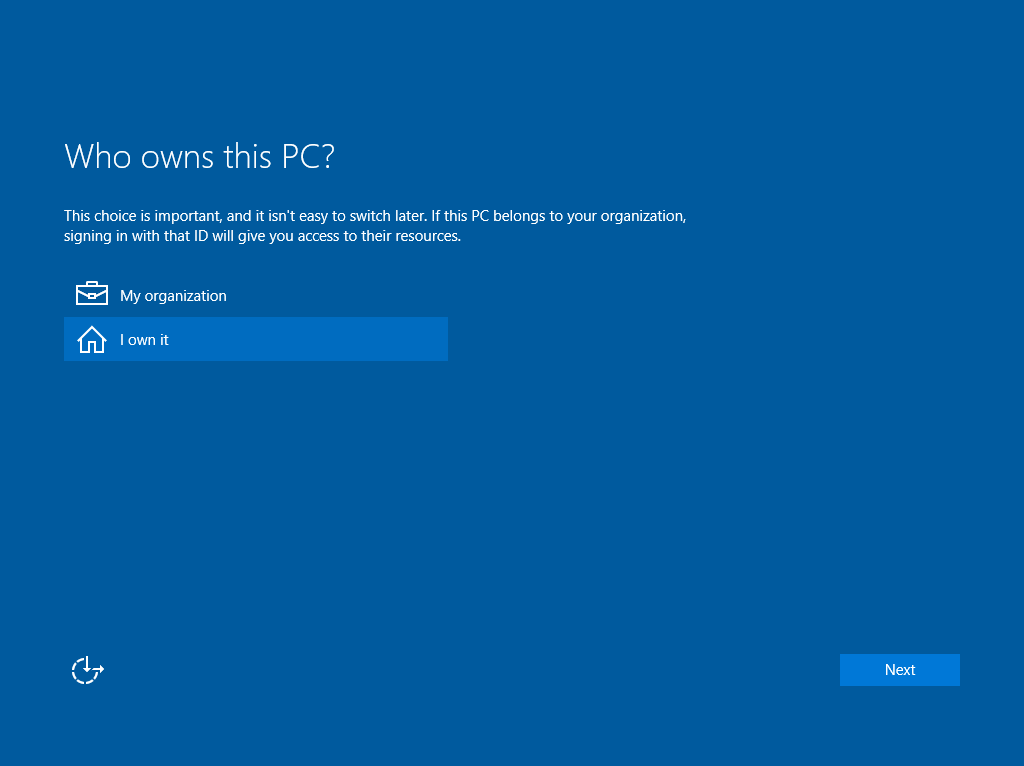 Who owns this PC?
This choice is important, and it isn't easy to switch later. If this PC belongs to your organization,
signing in with that ID will give you access to their resources.
My organization
I own it
Next